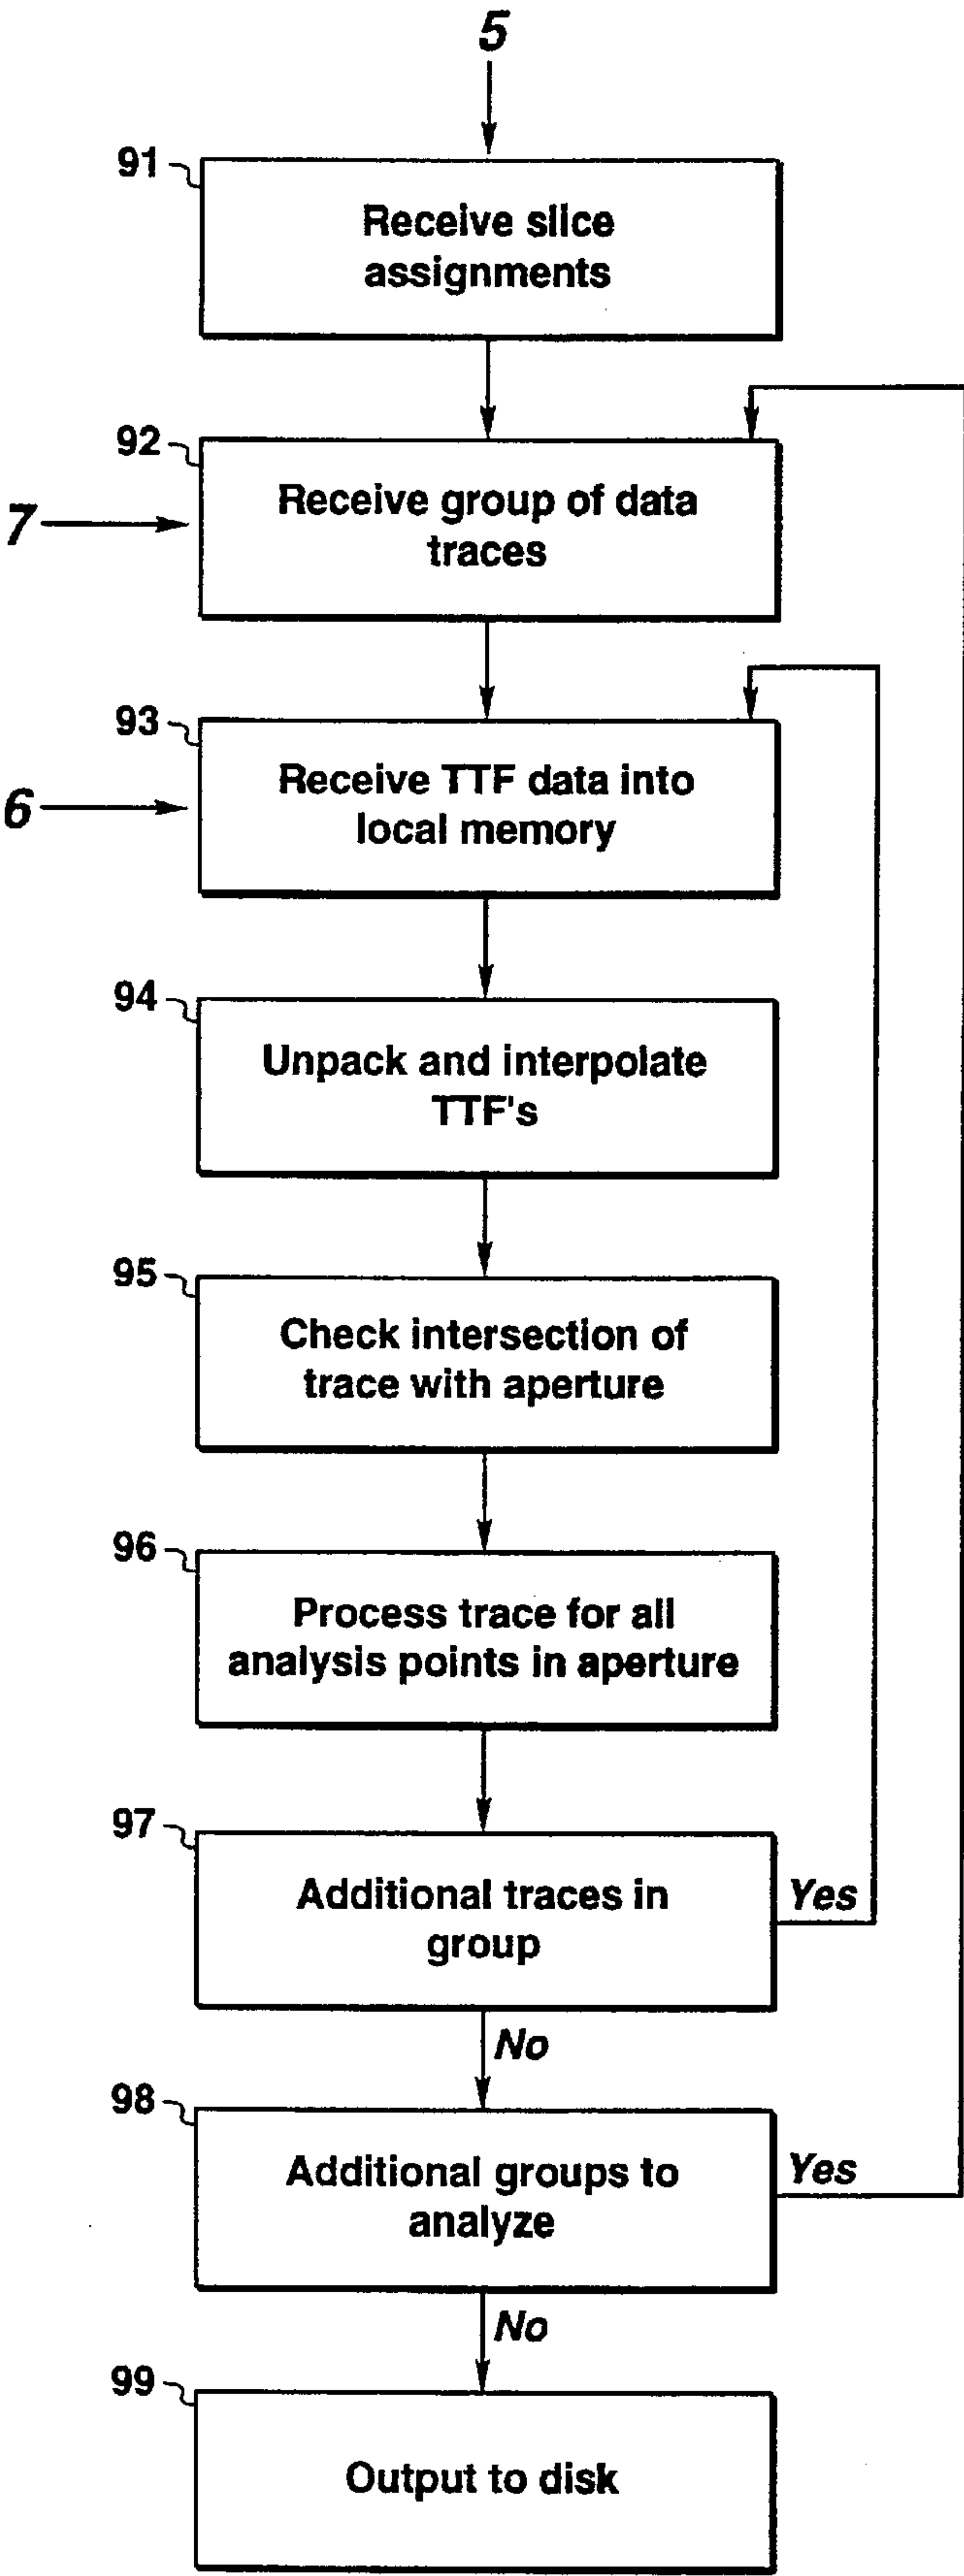 5
91
Receive slice
assignments
92
Receive group of data
traces
7
93
Receive TTF data into
local memory
6
94
Unpack and interpolate
TTF's
95
Check intersection of
trace with aperture
96
Process trace for all
analysis points in aperture
97
Additional traces in
group
Yes
No
98
Additional groups to
analyze
Yes
No
99
Output to disk